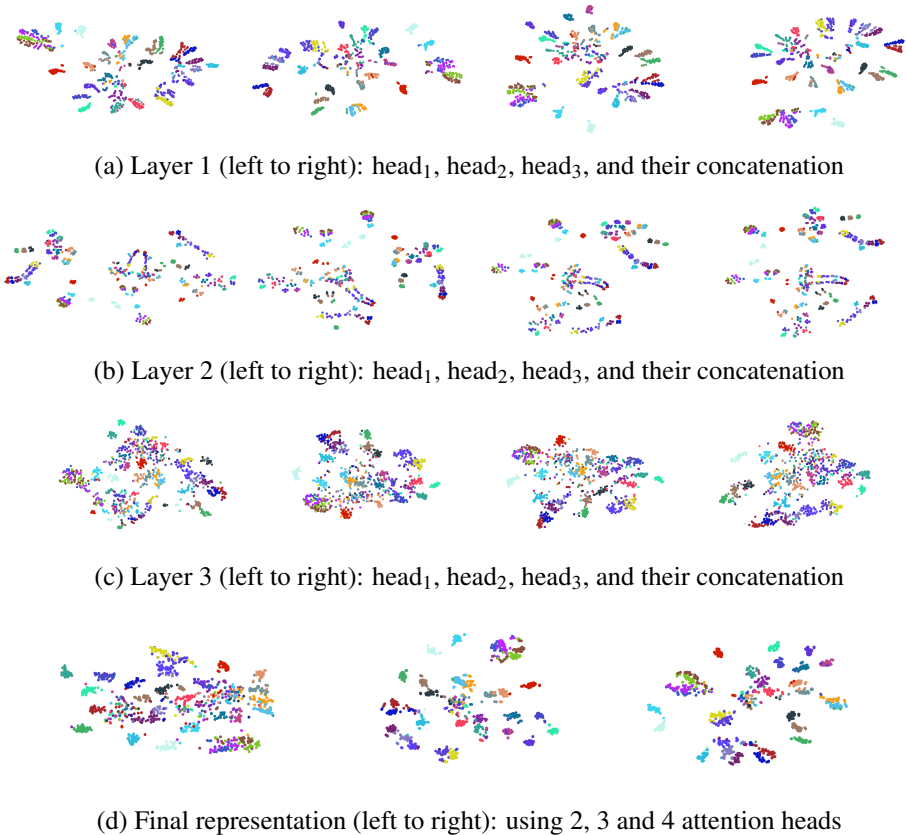 (a) Layer 1 (left to right): head₁, head₂, head₃, and their concatenation
(b) Layer 2 (left to right): head₁, head₂, head₃, and their concatenation
(c) Layer 3 (left to right): head₁, head₂, head₃, and their concatenation
(d) Final representation (left to right): using 2, 3 and 4 attention heads